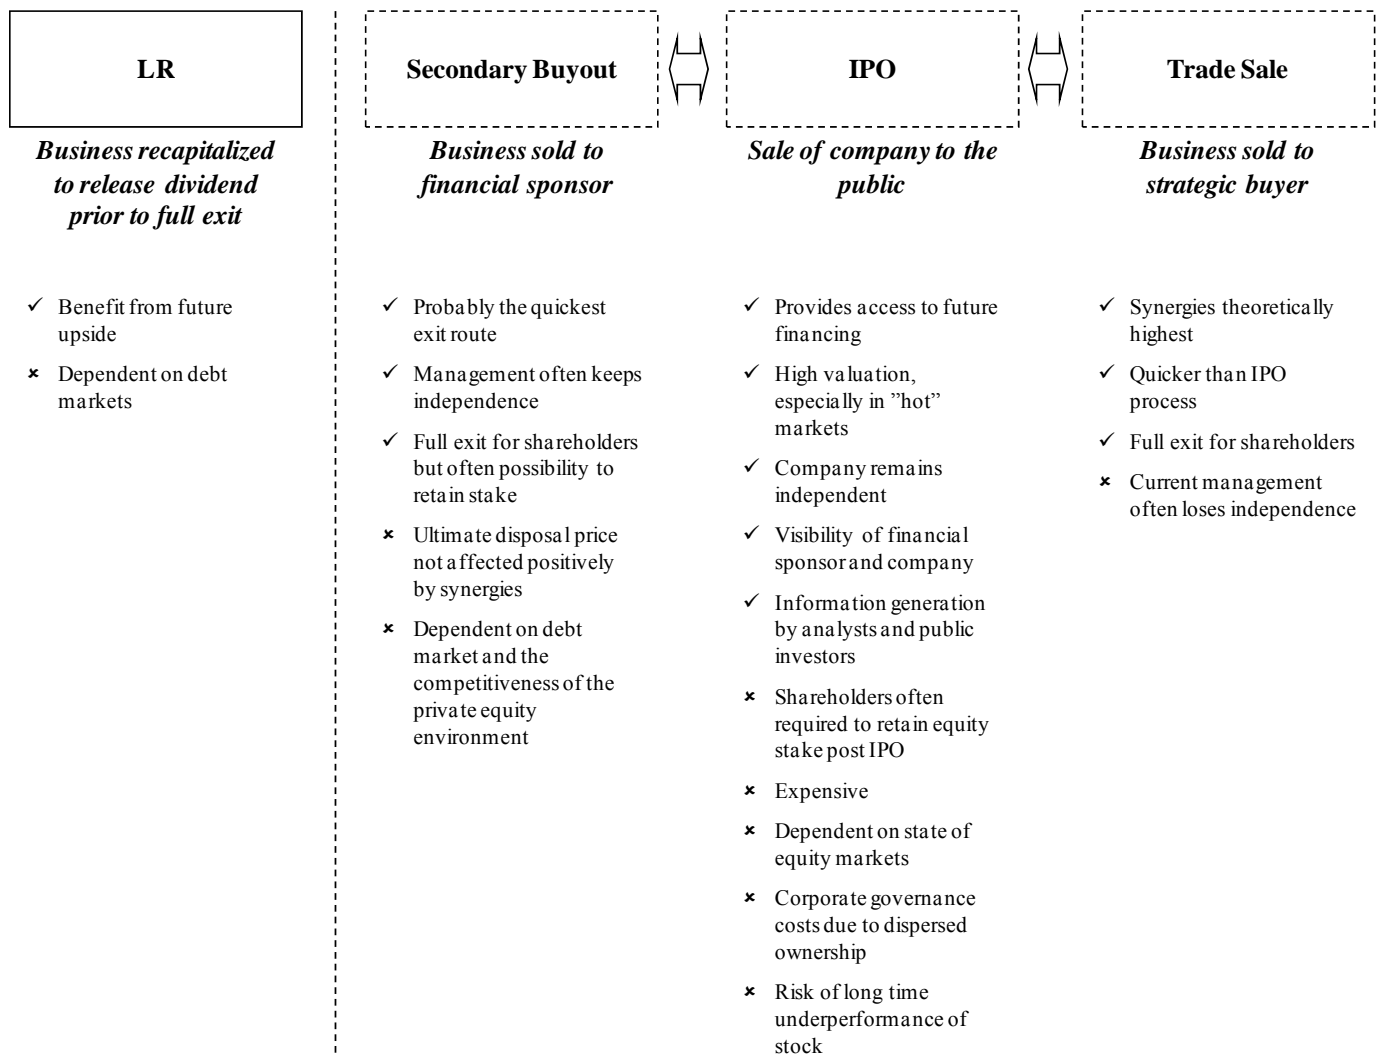 LR
Business recapitalized
to release dividend
prior to full exit
✓ Benefit from future
upside
× Dependent on debt
markets
Secondary Buyout
Business sold to
financial sponsor
✓ Probably the quickest
exit route
✓ Management often keeps
independence
✓ Full exit for shareholders
but often possibility to
retain stake
× Ultimate disposal price
not affected positively
by synergies
× Dependent on debt
market and the
competitiveness of the
private equity
environment
IPO
Sale of company to the
public
✓ Provides access to future
financing
✓ High valuation,
especially in ”hot”
markets
✓ Company remains
independent
✓ Visibility of financial
sponsor and company
✓ Information generation
by analysts and public
investors
× Shareholders often
required to retain equity
stake post IPO
× Expensive
× Dependent on state of
equity markets
× Corporate governance
costs due to dispersed
ownership
× Risk of long time
underperformance of
stock
Trade Sale
Business sold to
strategic buyer
✓ Synergies theoretically
highest
✓ Quicker than IPO
process
✓ Full exit for shareholders
× Current management
often loses independence